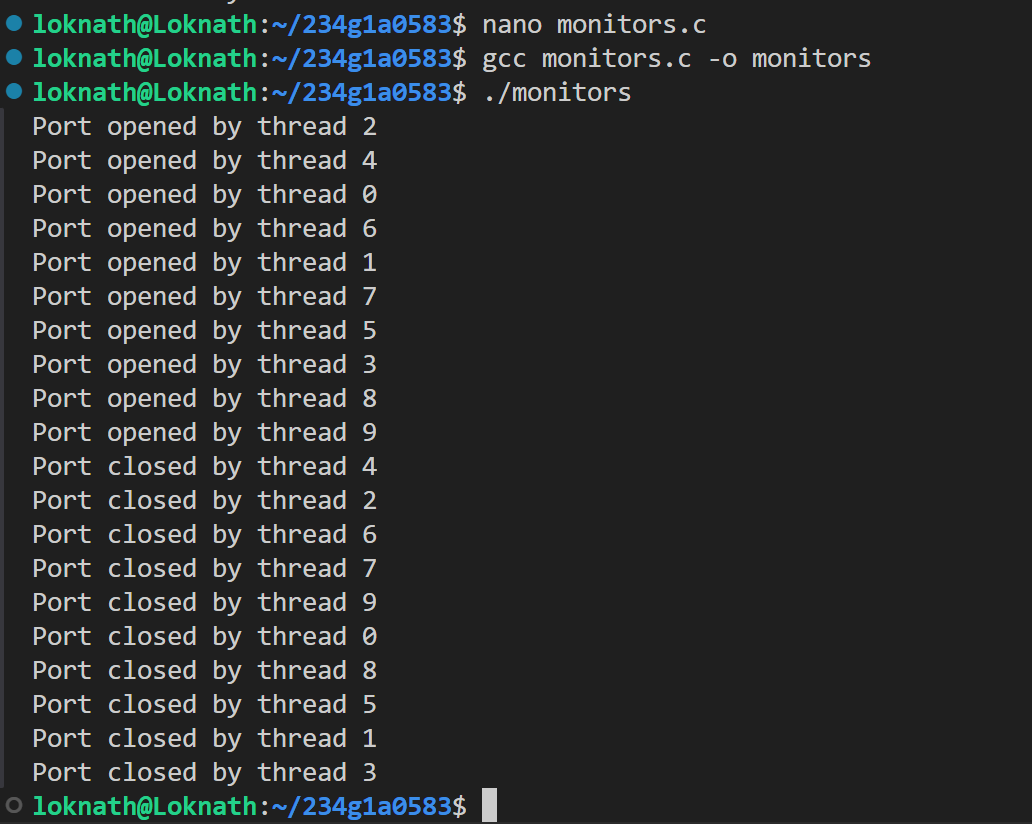 loknath@Loknath:~/234g1a0583$ nano monitors.c
loknath@Loknath:~/234g1a0583$ gcc monitors.c -o monitors
loknath@Loknath:~/234g1a0583$ ./monitors
Port opened by thread 2
Port opened by thread 4
Port opened by thread 0
Port opened by thread 6
Port opened by thread 1
Port opened by thread 7
Port opened by thread 5
Port opened by thread 3
Port opened by thread 8
Port opened by thread 9
Port closed by thread 4
Port closed by thread 2
Port closed by thread 6
Port closed by thread 7
Port closed by thread 9
Port closed by thread 0
Port closed by thread 8
Port closed by thread 5
Port closed by thread 1
Port closed by thread 3
loknath@Loknath:~/234g1a0583$